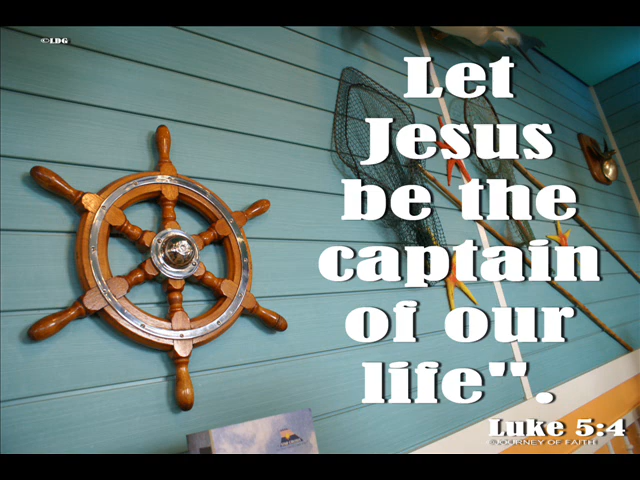 ©LDG
Let
Jesus
be the
captain
of our
life".
Luke 5:4
©JOURNEY OF FAITH